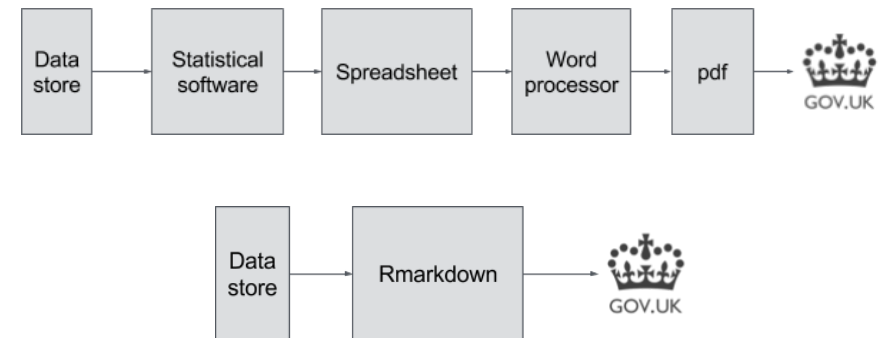 Data
store
Statistical
software
Spreadsheet
Word
processor
pdf
GOV.UK
Data
store
Rmarkdown
GOV.UK